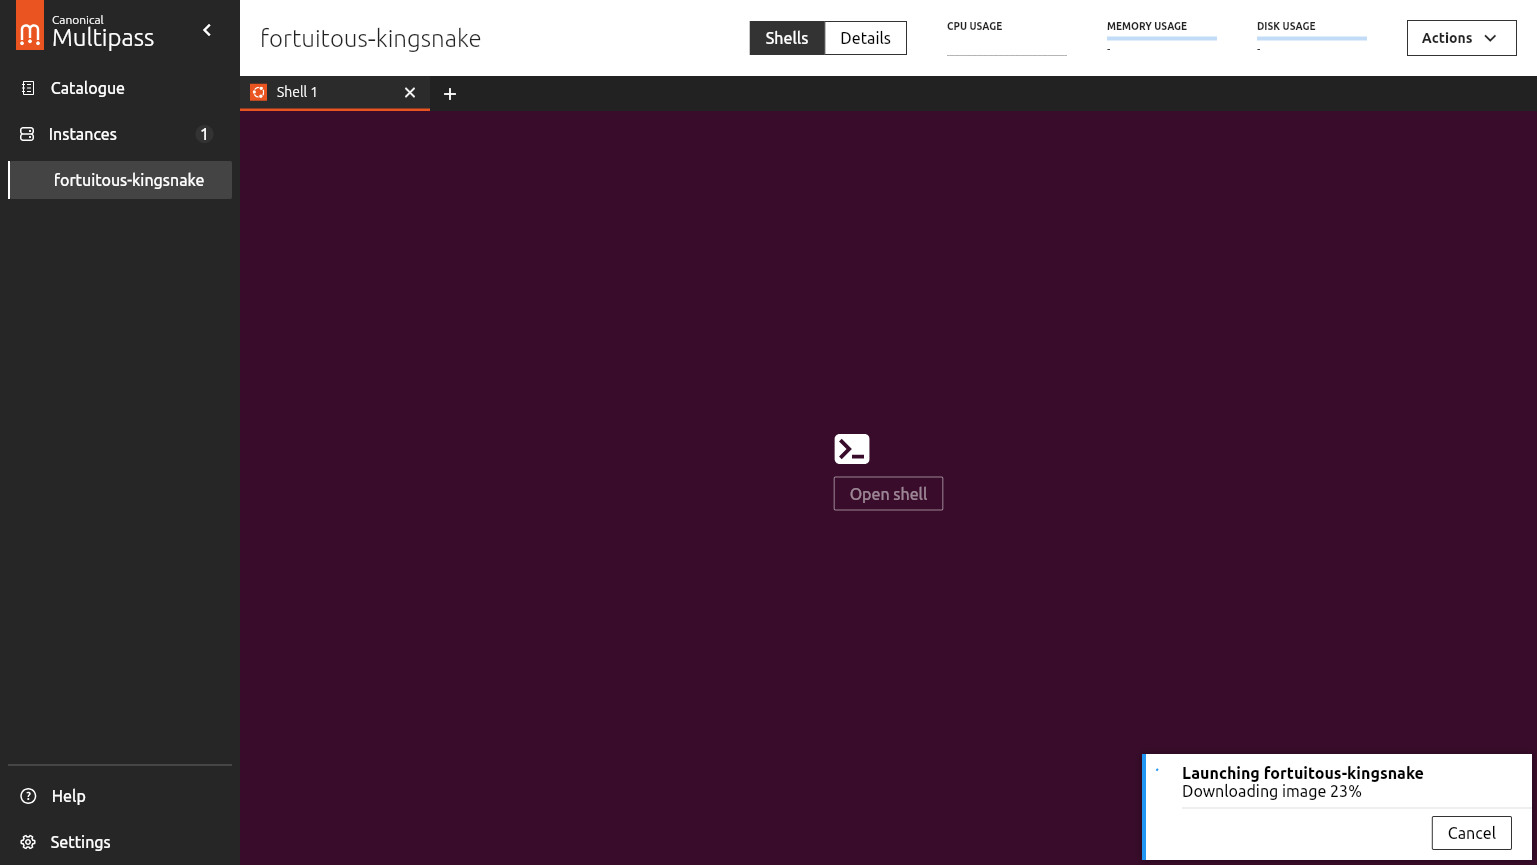 Canonical
Multipass
Catalogue
Instances 1
fortuitous-kingsnake
Help
Settings
fortuitous-kingsnake
Shells Details
CPU USAGE
MEMORY USAGE
-
DISK USAGE
-
Actions
Shell 1
Open shell
Launching fortuitous-kingsnake
Downloading image 23%
Cancel